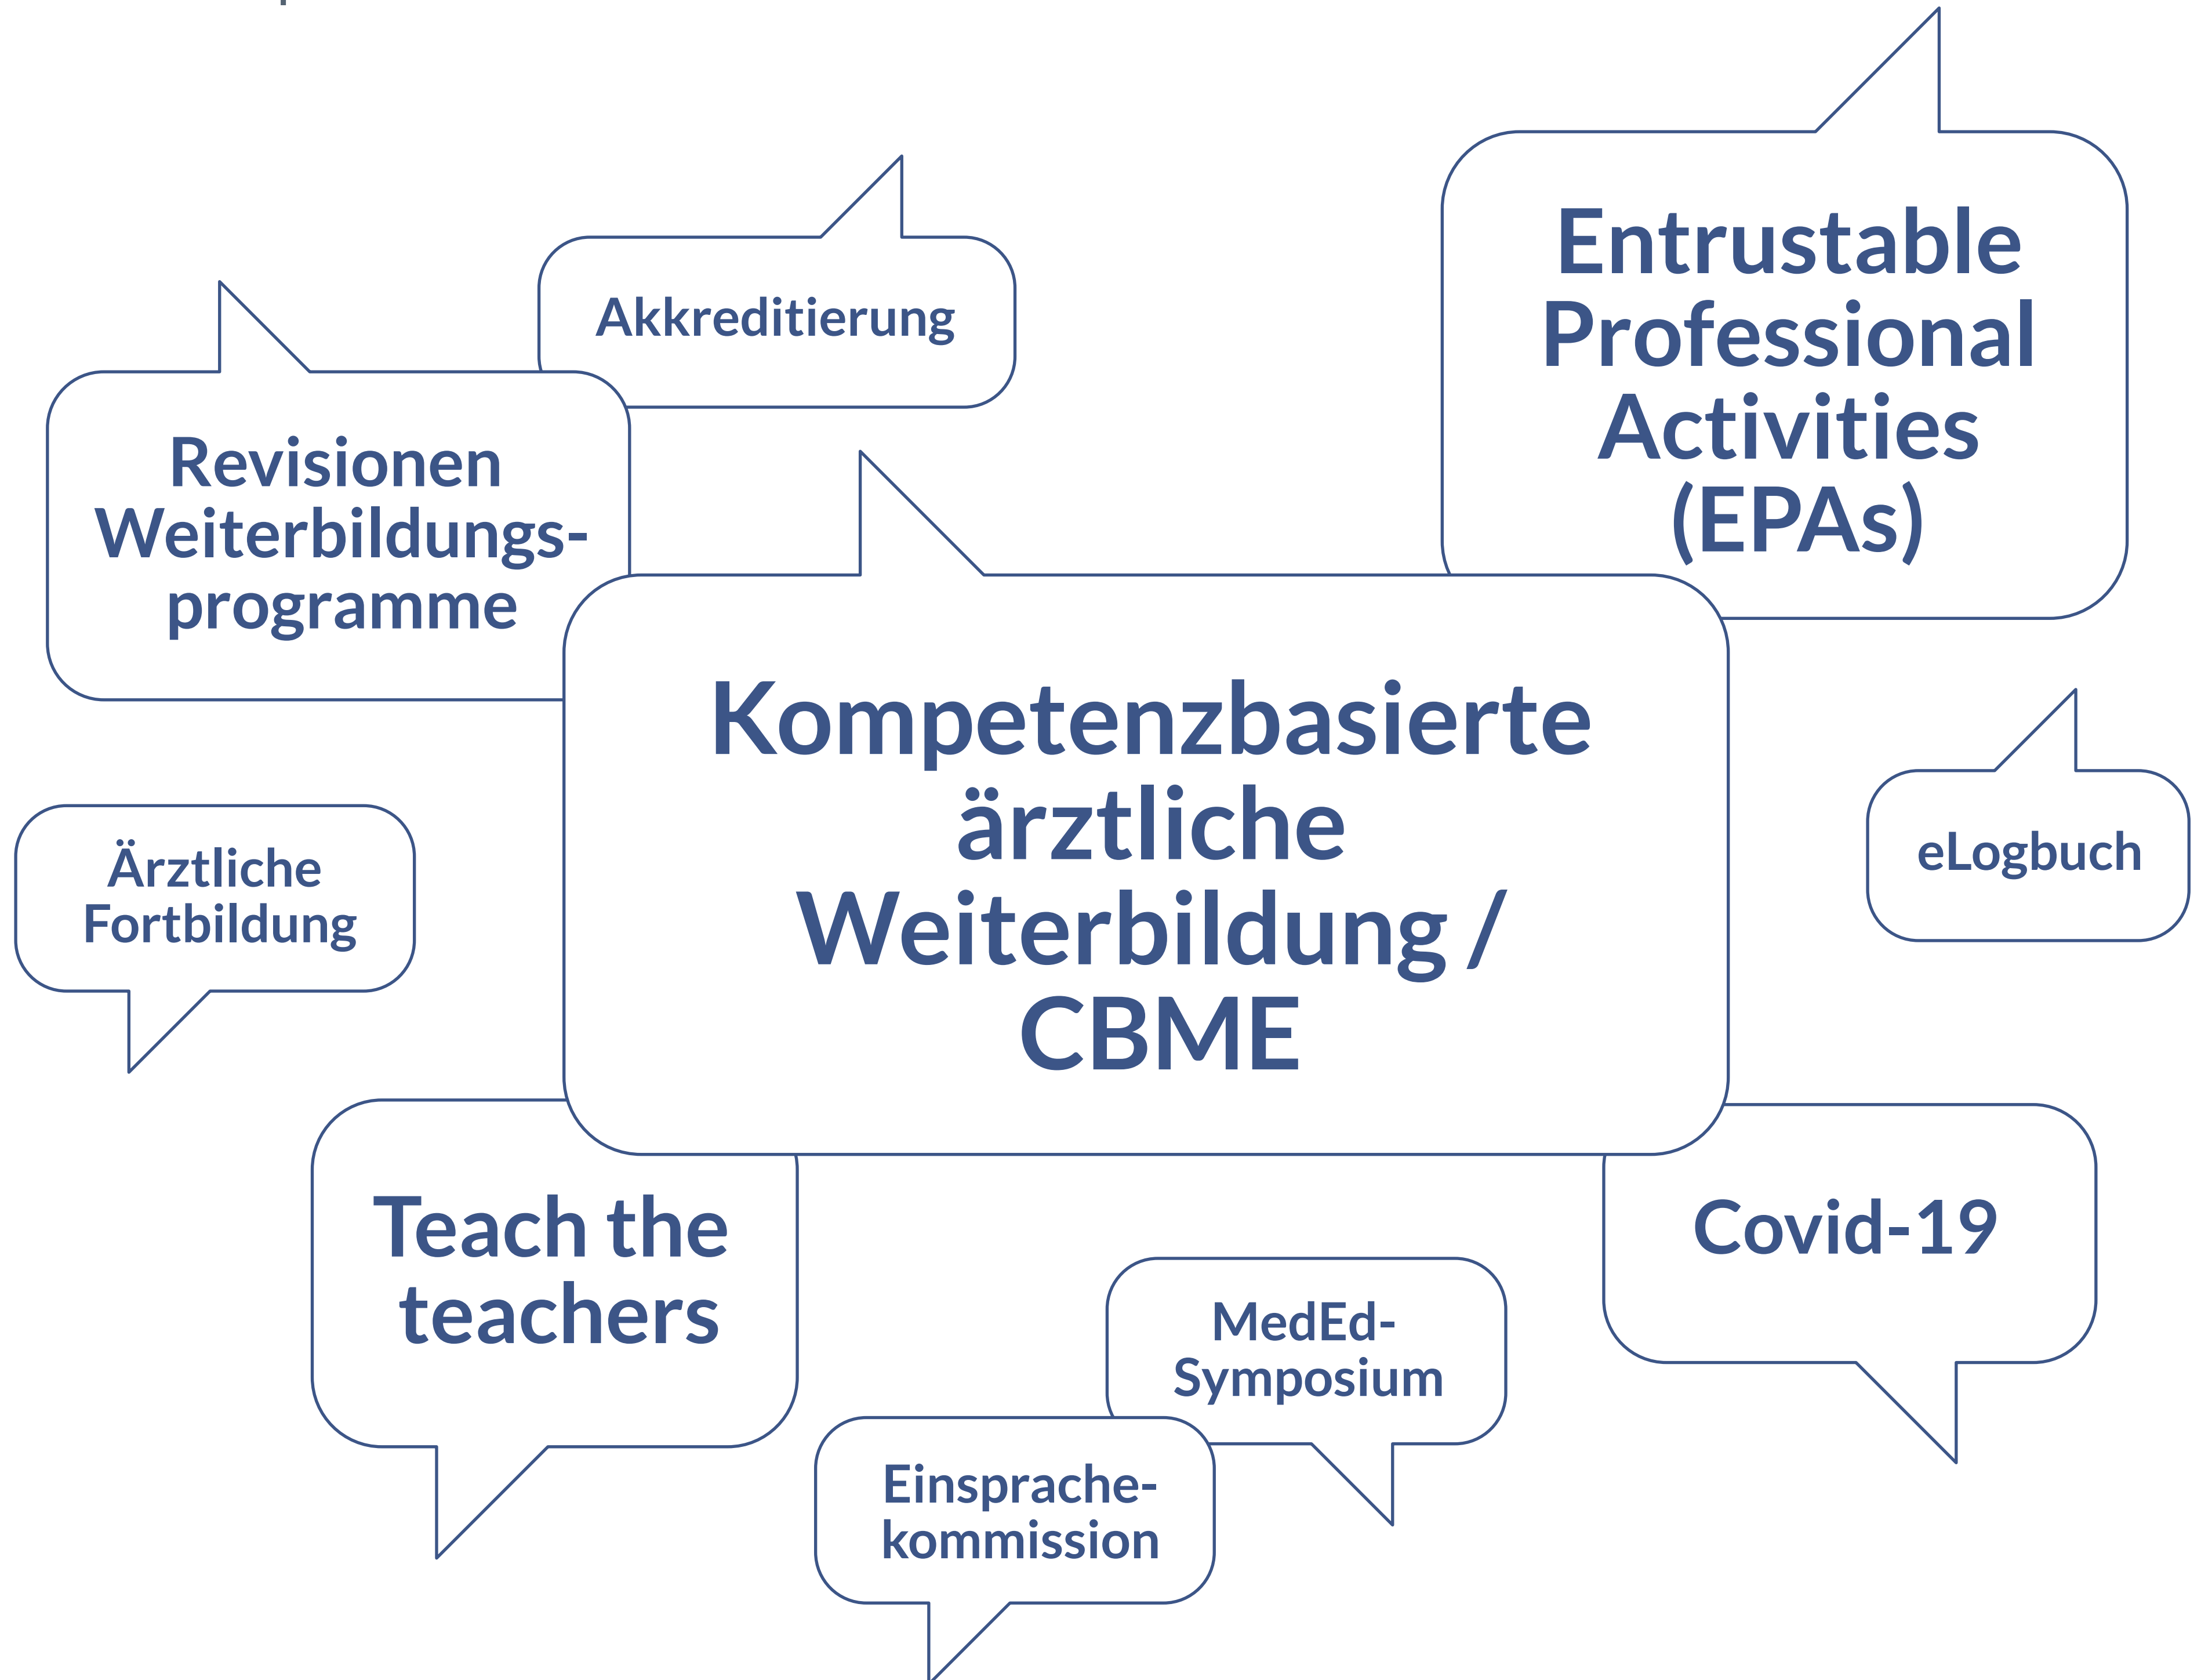 Akkreditierung
Entrustable
Professional
Activities
(EPAs)
Revisionen
Weiterbildungs-
programme
Kompetenzbasierte
ärztliche
Weiterbildung /
CBME
Ärztliche
Fortbildung
eLogbuch
Teach the
teachers
Covid-19
MedEd-
Symposium
Einsprache-
kommission